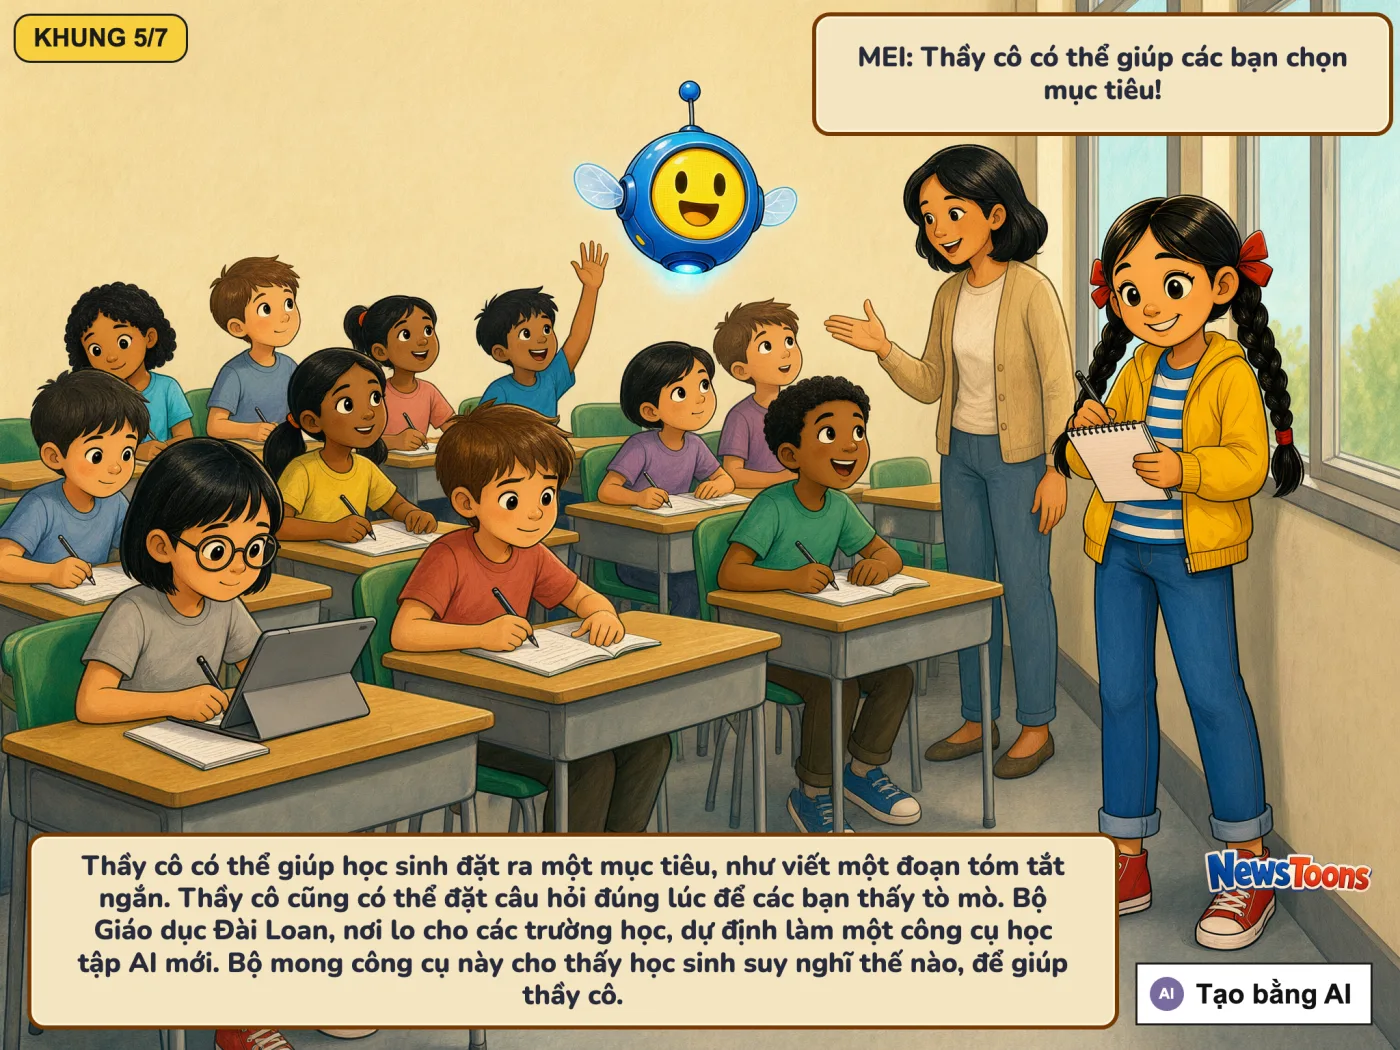 KHUNG 5/7
MEI: Thầy cô có thể giúp các bạn chọn
mục tiêu!
Thầy cô có thể giúp học sinh đặt ra một mục tiêu, như viết một đoạn tóm tắt
ngắn. Thầy cô cũng có thể đặt câu hỏi đúng lúc để các bạn thấy tò mò. Bộ
Giáo dục Đài Loan, nơi lo cho các trường học, dự định làm một công cụ học
tập AI mới. Bộ mong công cụ này cho thấy học sinh suy nghĩ thế nào, để giúp
thầy cô.
NEWSTOONS
AI Tạo bằng AI